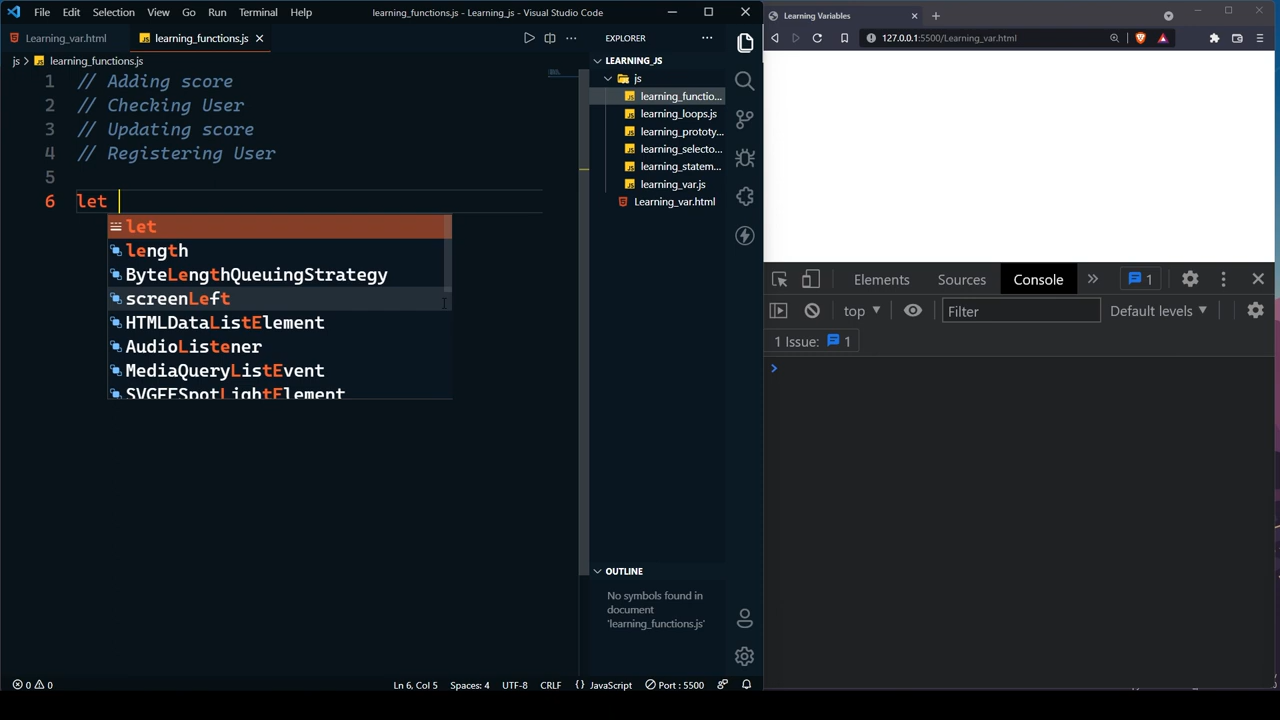 File Edit Selection View Go Run Terminal Help
learning_functions.js - Learning_js - Visual Studio Code
Learning_var.html
learning_functions.js
js > learning_functions.js
1 // Adding score
2 // Checking User
3 // Updating score
4 // Registering User
5
6 let
let
length
ByteLengthQueuingStrategy
screenLeft
HTMLDataListElement
AudioListener
MediaQueryListEvent
SVGFESpotLightElement
EXPLORER
LEARNING_JS
js
learning_functio...
learning_loops.js
learning_prototy...
learning_selecto...
learning_statem...
learning_var.js
Learning_var.html
OUTLINE
No symbols found in
document
'learning_functions.js'
0 0
Ln 6, Col 5 Spaces: 4 UTF-8 CRLF {} JavaScript Port : 5500
Learning Variables
127.0.0.1:5500/Learning_var.html
Elements Sources Console 1
top Filter Default levels
1 Issue: 1